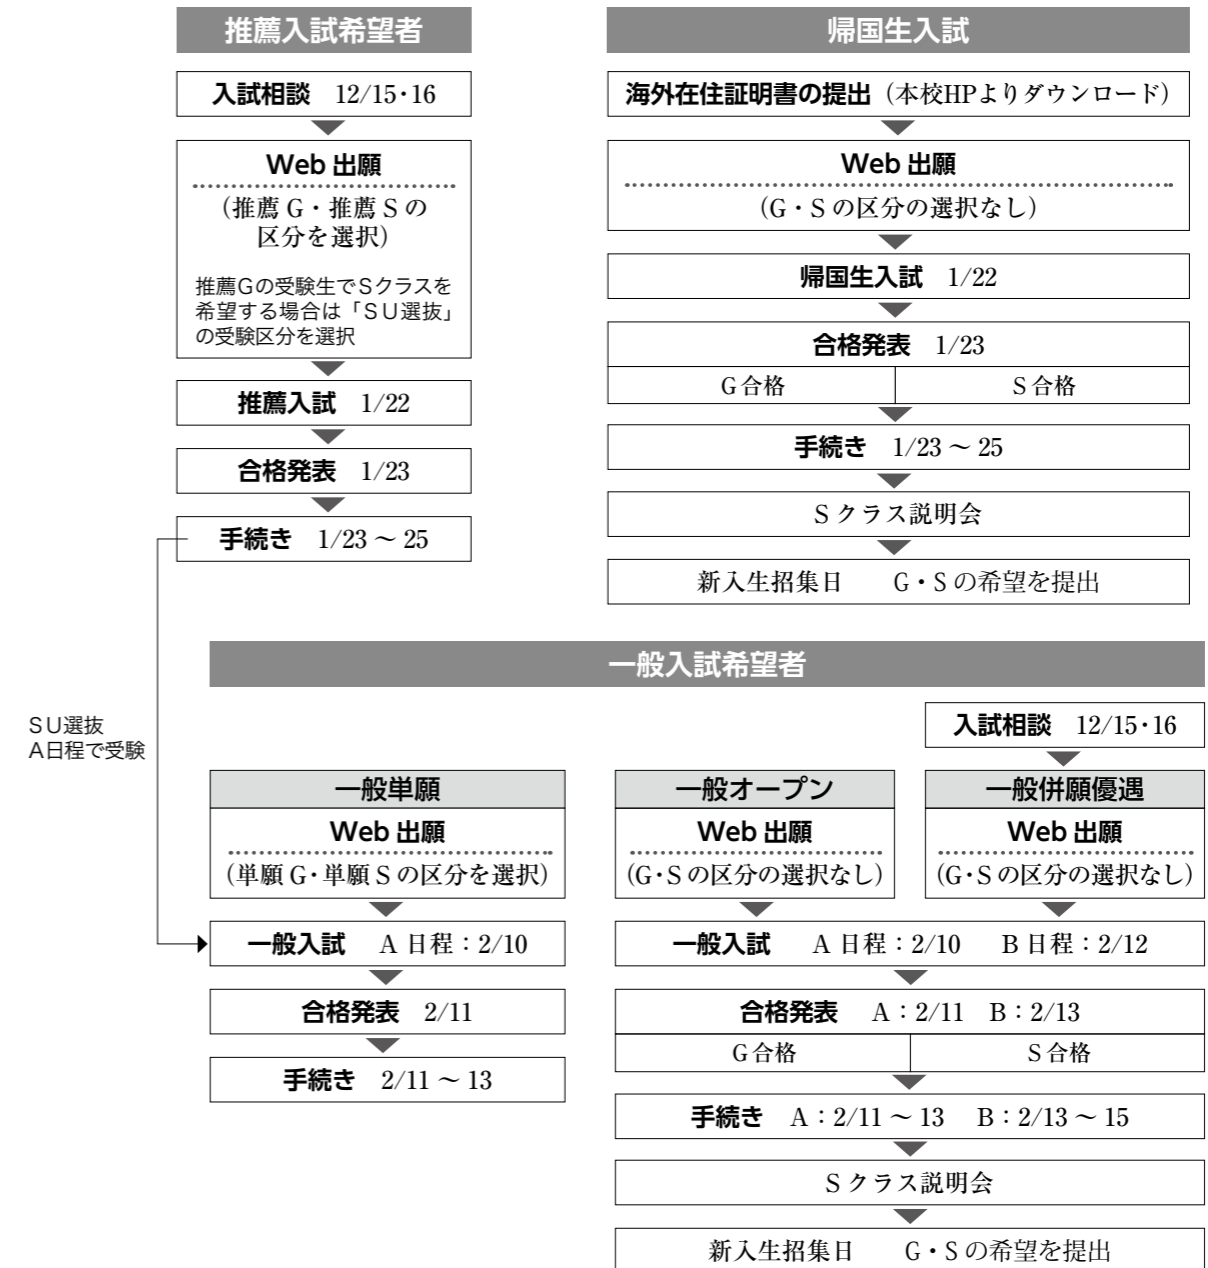 推薦入試希望者
入試相談 12/15・16
Web 出願
（推薦 G・推薦 S の
区分を選択）
推薦Gの受験生でSクラスを
希望する場合は「SU選抜」
の受験区分を選択
推薦入試 1/22
合格発表 1/23
手続き 1/23 ～ 25
帰国生入試
海外在住証明書の提出（本校HPよりダウンロード）
Web 出願
（G・S の区分の選択なし）
帰国生入試 1/22
合格発表 1/23
G合格 S合格
手続き 1/23 ～ 25
S クラス説明会
新入生招集日 G・S の希望を提出
SU選抜
A日程で受験
一般入試希望者
一般単願
Web 出願
（単願 G・単願 S の区分を選択）
一般入試 A 日程：2/10
合格発表 2/11
手続き 2/11 ～ 13
入試相談 12/15・16
一般オープン 一般併願優遇
Web 出願 Web 出願
（G・S の区分の選択なし） （G・S の区分の選択なし）
一般入試 A 日程：2/10 B 日程：2/12
合格発表 A：2/11 B：2/13
G合格 S合格
手続き A：2/11 ～ 13 B：2/13 ～ 15
S クラス説明会
新入生招集日 G・S の希望を提出